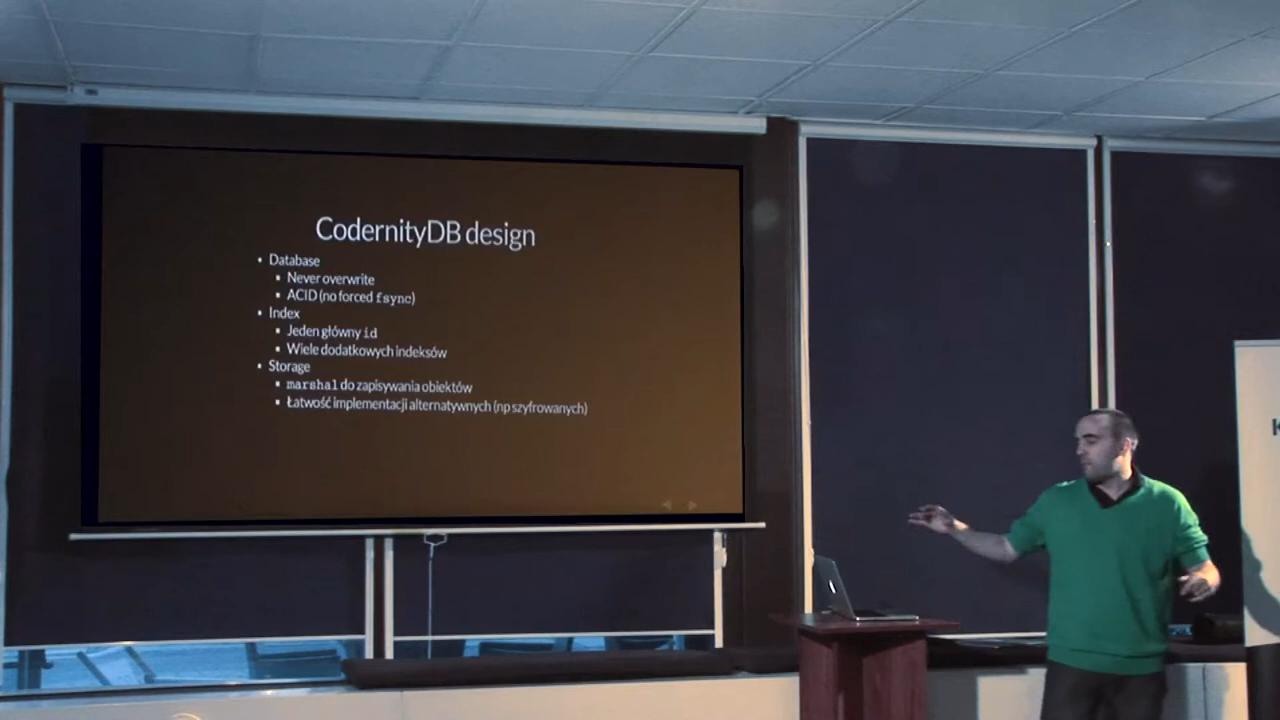 CodernityDB design
• Database
▪ Never overwrite
▪ ACID (no forced fsync)
• Index
▪ Jeden główny id
▪ Wiele dodatkowych indeksów
• Storage
▪ marshal do zapisywania obiektów
▪ Łatwość implementacji alternatywnych (np szyfrowanych)
K